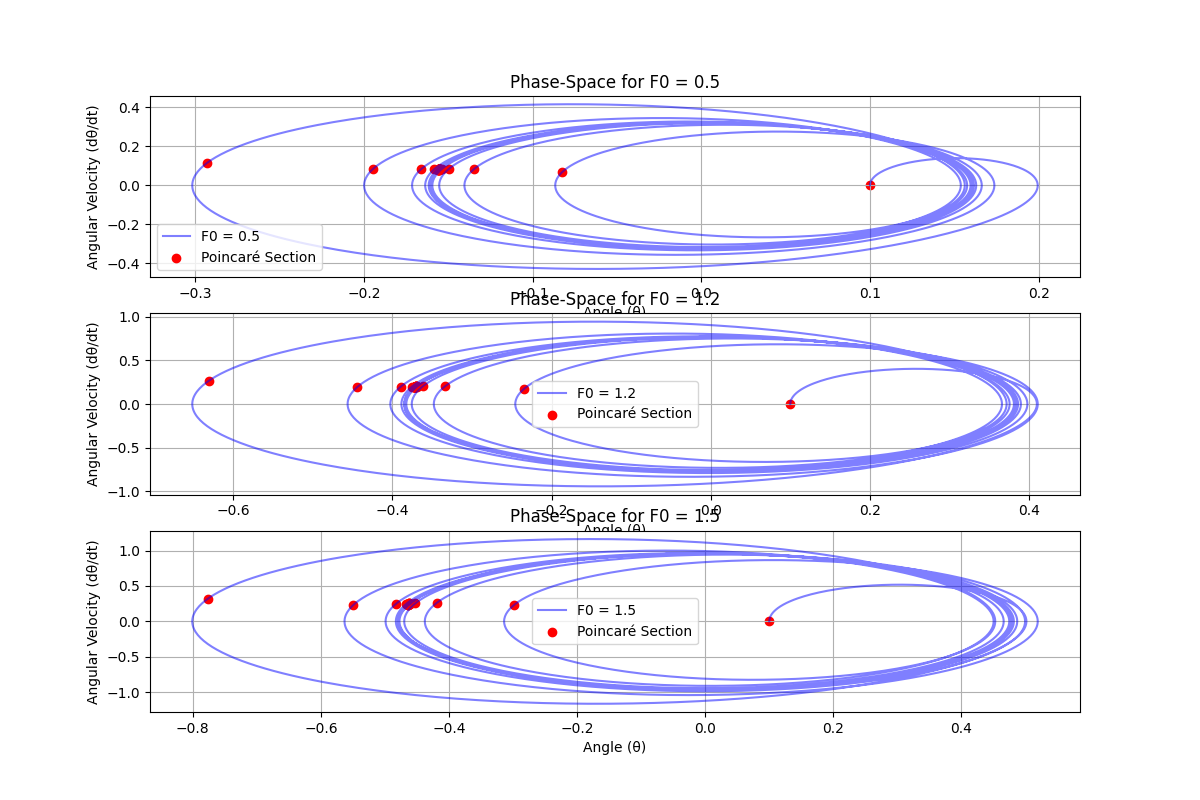 Phase-Space for F0 = 0.5
Angular Velocity (dθ/dt)
0.4
0.2
0.0
−0.2
−0.4
F0 = 0.5
Poincaré Section
−0.3
−0.2
−0.1
0.0
0.1
0.2
Angle (θ)
Phase-Space for F0 = 1.2
Angular Velocity (dθ/dt)
1.0
0.5
0.0
−0.5
−1.0
F0 = 1.2
Poincaré Section
−0.6
−0.4
−0.2
0.0
0.2
0.4
Angle (θ)
Phase-Space for F0 = 1.5
Angular Velocity (dθ/dt)
1.0
0.5
0.0
−0.5
−1.0
F0 = 1.5
Poincaré Section
−0.8
−0.6
−0.4
−0.2
0.0
0.2
0.4
Angle (θ)